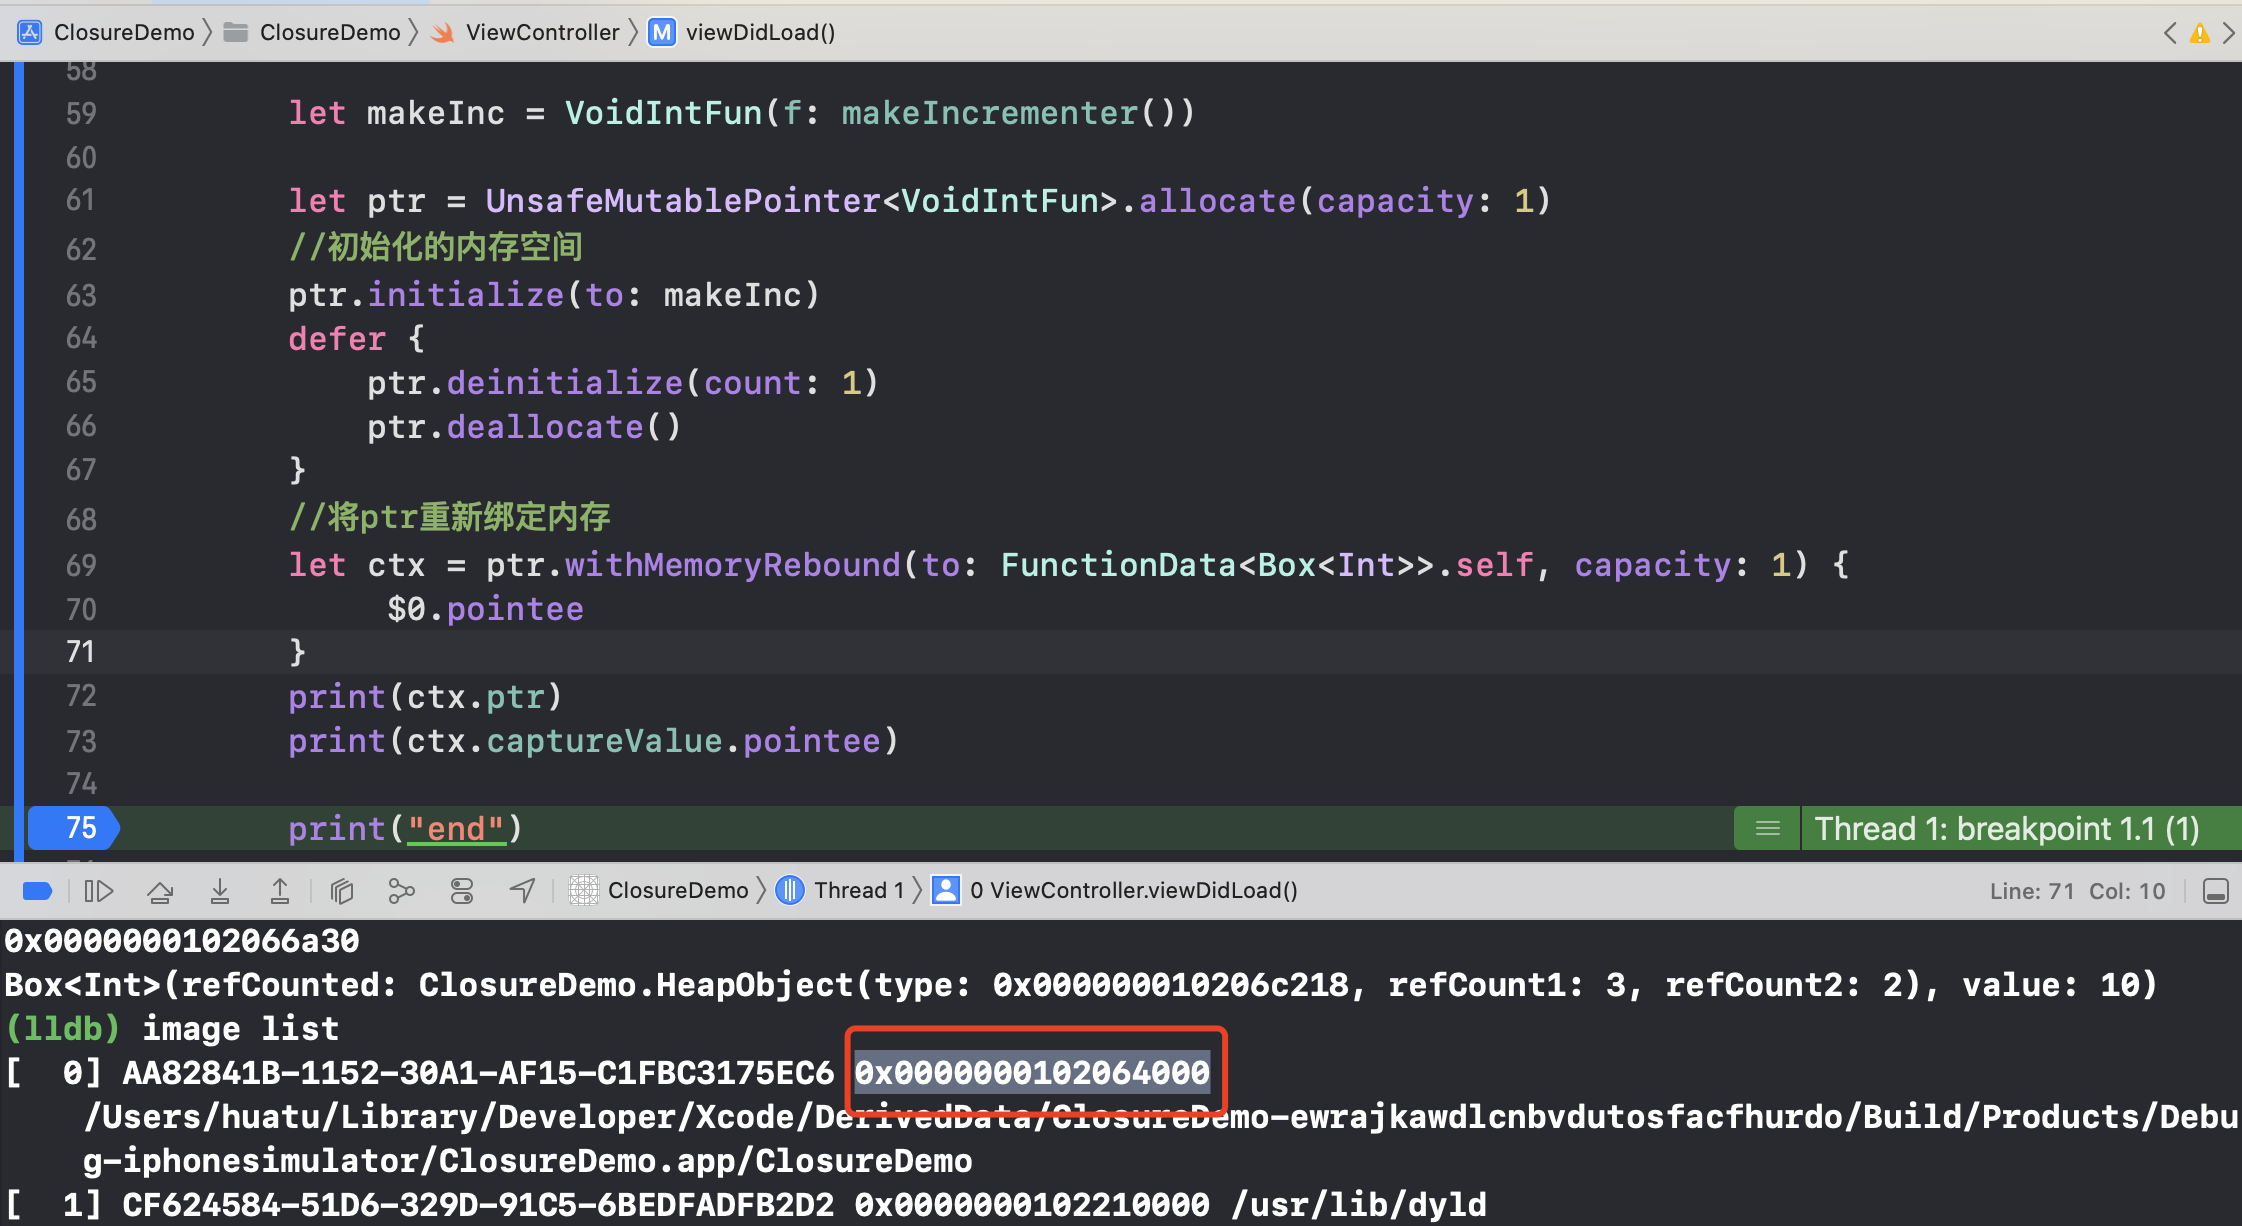 ClosureDemo ClosureDemo ViewController M viewDidLoad()
58
59 let makeInc = VoidIntFun(f: makeIncrementer())
60
61 let ptr = UnsafeMutablePointer<VoidIntFun>.allocate(capacity: 1)
62 //初始化的内存空间
63 ptr.initialize(to: makeInc)
64 defer {
65 ptr.deinitialize(count: 1)
66 ptr.deallocate()
67 }
68 //将ptr重新绑定内存
69 let ctx = ptr.withMemoryRebound(to: FunctionData<Box<Int>>.self, capacity: 1) {
70 $0.pointee
71 }
72 print(ctx.ptr)
73 print(ctx.captureValue.pointee)
74
75 print("end") Thread 1: breakpoint 1.1 (1)
ClosureDemo Thread 1 0 ViewController.viewDidLoad() Line: 71 Col: 10
0x0000000102066a30
Box<Int>(refCounted: ClosureDemo.HeapObject(type: 0x000000010206c218, refCount1: 3, refCount2: 2), value: 10)
(lldb) image list
[ 0] AA82841B-1152-30A1-AF15-C1FBC3175EC6 0x0000000102064000
/Users/huatu/Library/Developer/Xcode/DerivedData/ClosureDemo-ewrajkawdlcnbvdutosfacfhurdo/Build/Products/Debu
g-iphonesimulator/ClosureDemo.app/ClosureDemo
[ 1] CF624584-51D6-329D-91C5-6BEDFADFB2D2 0x0000000102210000 /usr/lib/dyld